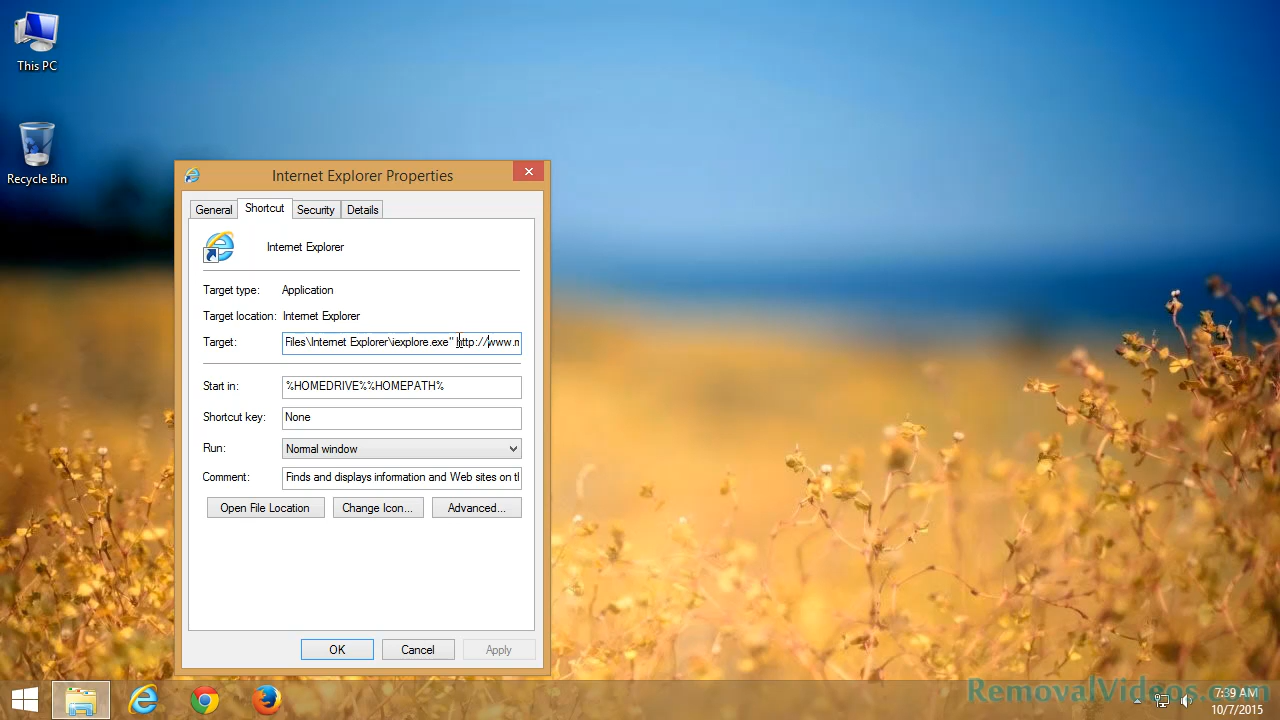 This PC
Recycle Bin
Internet Explorer Properties
General Shortcut Security Details
Internet Explorer
Target type: Application
Target location: Internet Explorer
Target: Files\Internet Explorer\iexplore.exe" http://www.n
Start in: %HOMEDRIVE%%HOMEPATH%
Shortcut key: None
Run: Normal window
Comment: Finds and displays information and Web sites on tl
Open File Location Change Icon... Advanced...
OK Cancel Apply
RemovalVideos.com
7:39 AM
10/7/2015